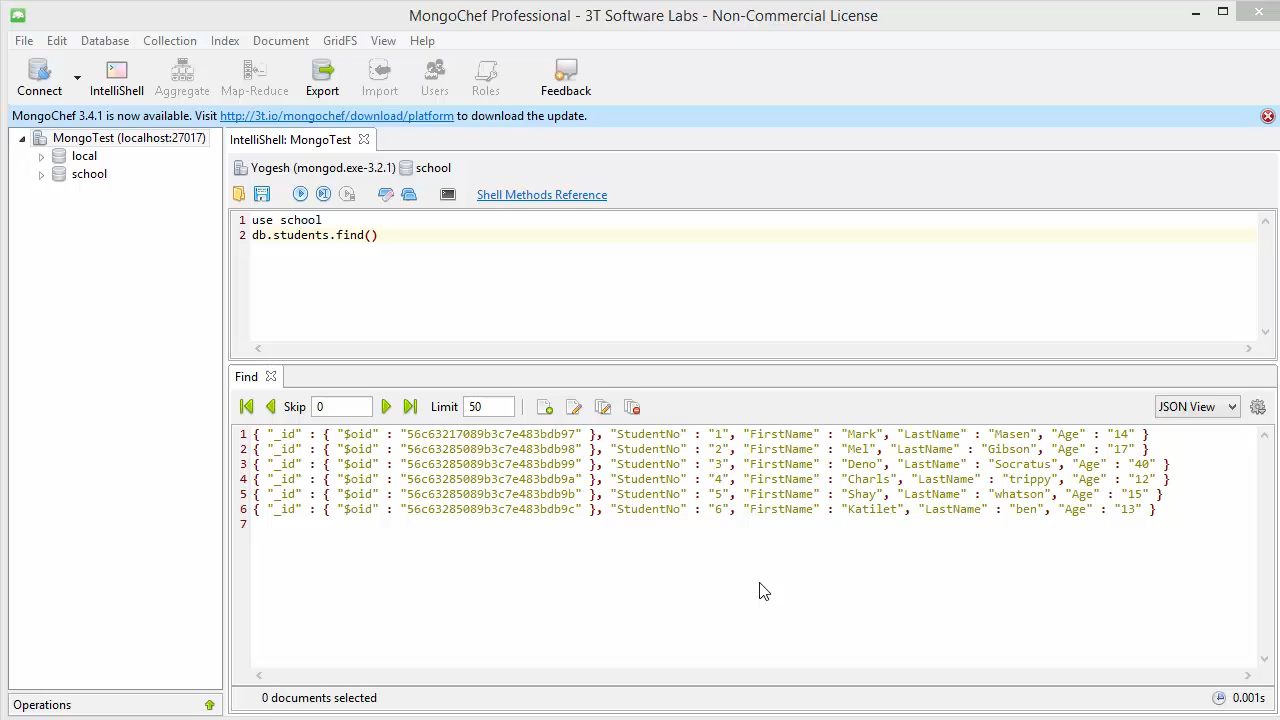 MongoChef Professional - 3T Software Labs - Non-Commercial License
File Edit Database Collection Index Document GridFS View Help
Connect IntelliShell Aggregate Map-Reduce Export Import Users Roles Feedback
MongoChef 3.4.1 is now available. Visit http://3t.io/mongochef/download/platform to download the update.
MongoTest (localhost:27017)
local
school
IntelliShell: MongoTest
Yogesh (mongod.exe-3.2.1) school
Shell Methods Reference
1 use school
2 db.students.find()
Find
Skip 0 Limit 50 JSON View
1 { "_id" : { "$oid" : "56c63217089b3c7e483bdb97" }, "StudentNo" : "1", "FirstName" : "Mark", "LastName" : "Masen", "Age" : "14" }
2 { "_id" : { "$oid" : "56c63285089b3c7e483bdb98" }, "StudentNo" : "2", "FirstName" : "Mel", "LastName" : "Gibson", "Age" : "17" }
3 { "_id" : { "$oid" : "56c63285089b3c7e483bdb99" }, "StudentNo" : "3", "FirstName" : "Deno", "LastName" : "Socratus", "Age" : "40" }
4 { "_id" : { "$oid" : "56c63285089b3c7e483bdb9a" }, "StudentNo" : "4", "FirstName" : "Charls", "LastName" : "trippy", "Age" : "12" }
5 { "_id" : { "$oid" : "56c63285089b3c7e483bdb9b" }, "StudentNo" : "5", "FirstName" : "Shay", "LastName" : "whatson", "Age" : "15" }
6 { "_id" : { "$oid" : "56c63285089b3c7e483bdb9c" }, "StudentNo" : "6", "FirstName" : "Katilet", "LastName" : "ben", "Age" : "13" }
7
Operations
0 documents selected
0.001s